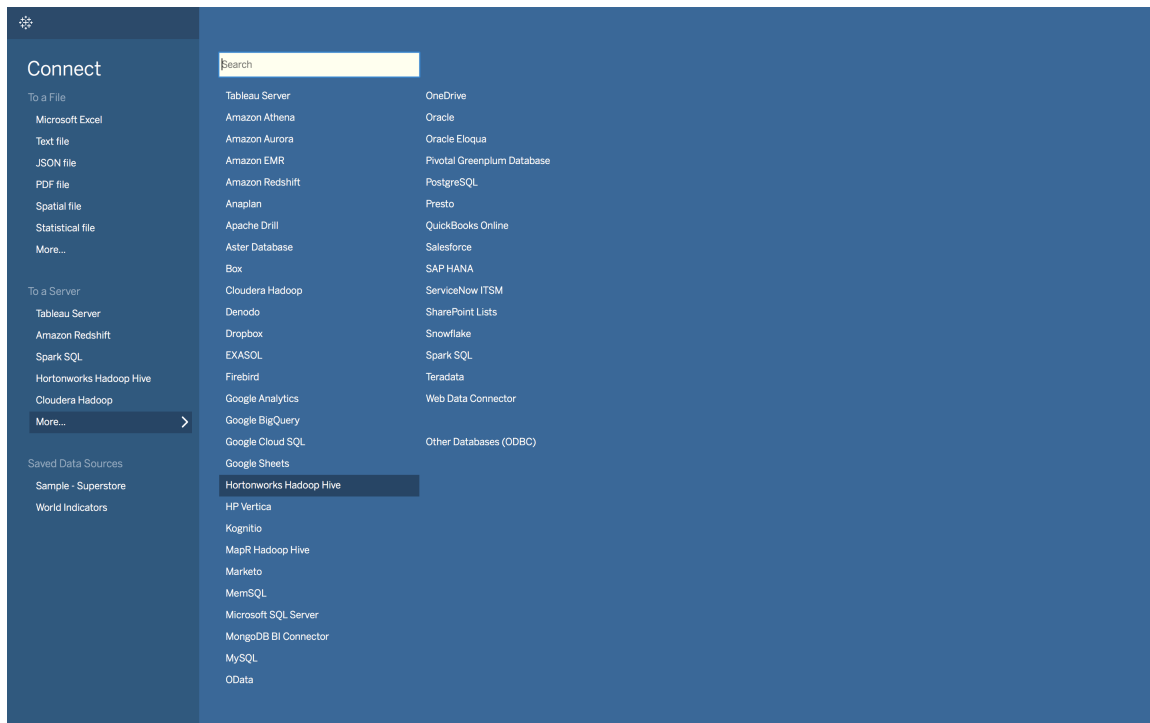 Connect
To a File
Microsoft Excel
Text file
JSON file
PDF file
Spatial file
Statistical file
More...
To a Server
Tableau Server
Amazon Redshift
Spark SQL
Hortonworks Hadoop Hive
Cloudera Hadoop
More...
Saved Data Sources
Sample - Superstore
World Indicators
Search
Tableau Server
Amazon Athena
Amazon Aurora
Amazon EMR
Amazon Redshift
Anaplan
Apache Drill
Aster Database
Box
Cloudera Hadoop
Denodo
Dropbox
EXASOL
Firebird
Google Analytics
Google BigQuery
Google Cloud SQL
Google Sheets
Hortonworks Hadoop Hive
HP Vertica
Kognitio
MapR Hadoop Hive
Marketo
MemSQL
Microsoft SQL Server
MongoDB BI Connector
MySQL
OData
OneDrive
Oracle
Oracle Eloqua
Pivotal Greenplum Database
PostgreSQL
Presto
QuickBooks Online
Salesforce
SAP HANA
ServiceNow ITSM
SharePoint Lists
Snowflake
Spark SQL
Teradata
Web Data Connector
Other Databases (ODBC)